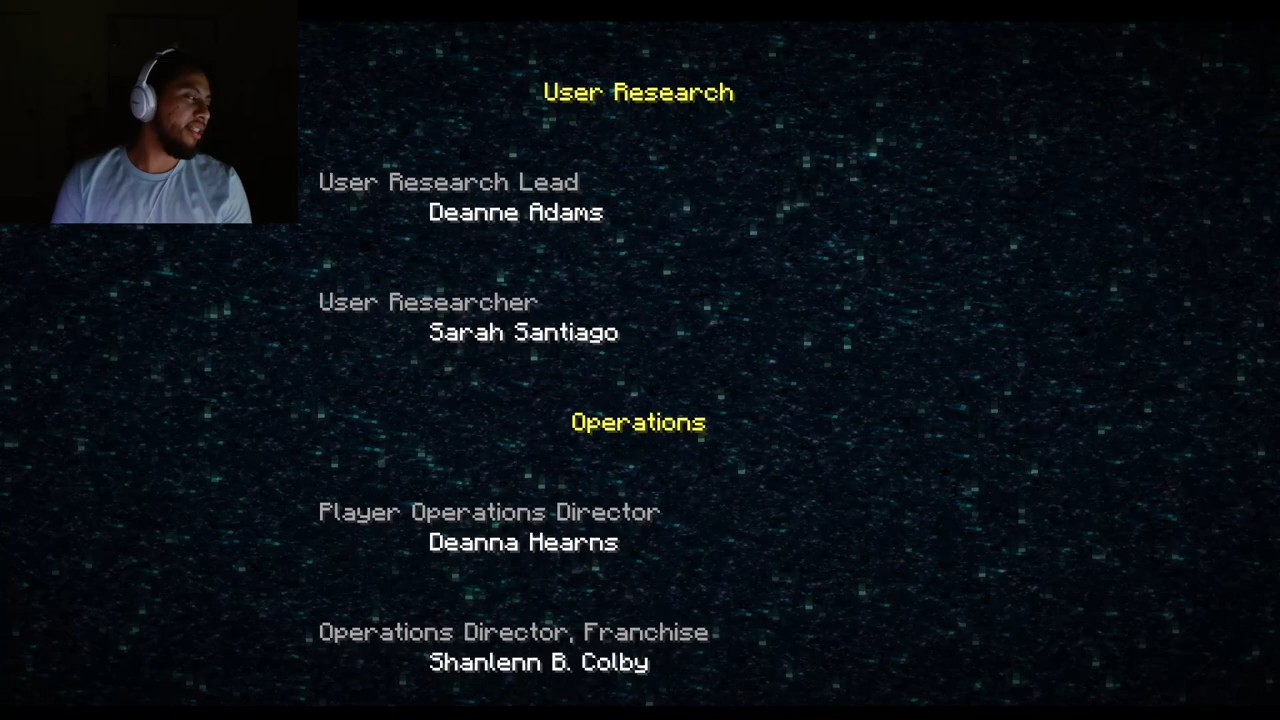 User Research
User Research Lead
Deanne Adams
User Researcher
Sarah Santiago
Operations
Player Operations Director
Deanna Hearns
Operations Director, Franchise
Shanlenn B. Colby